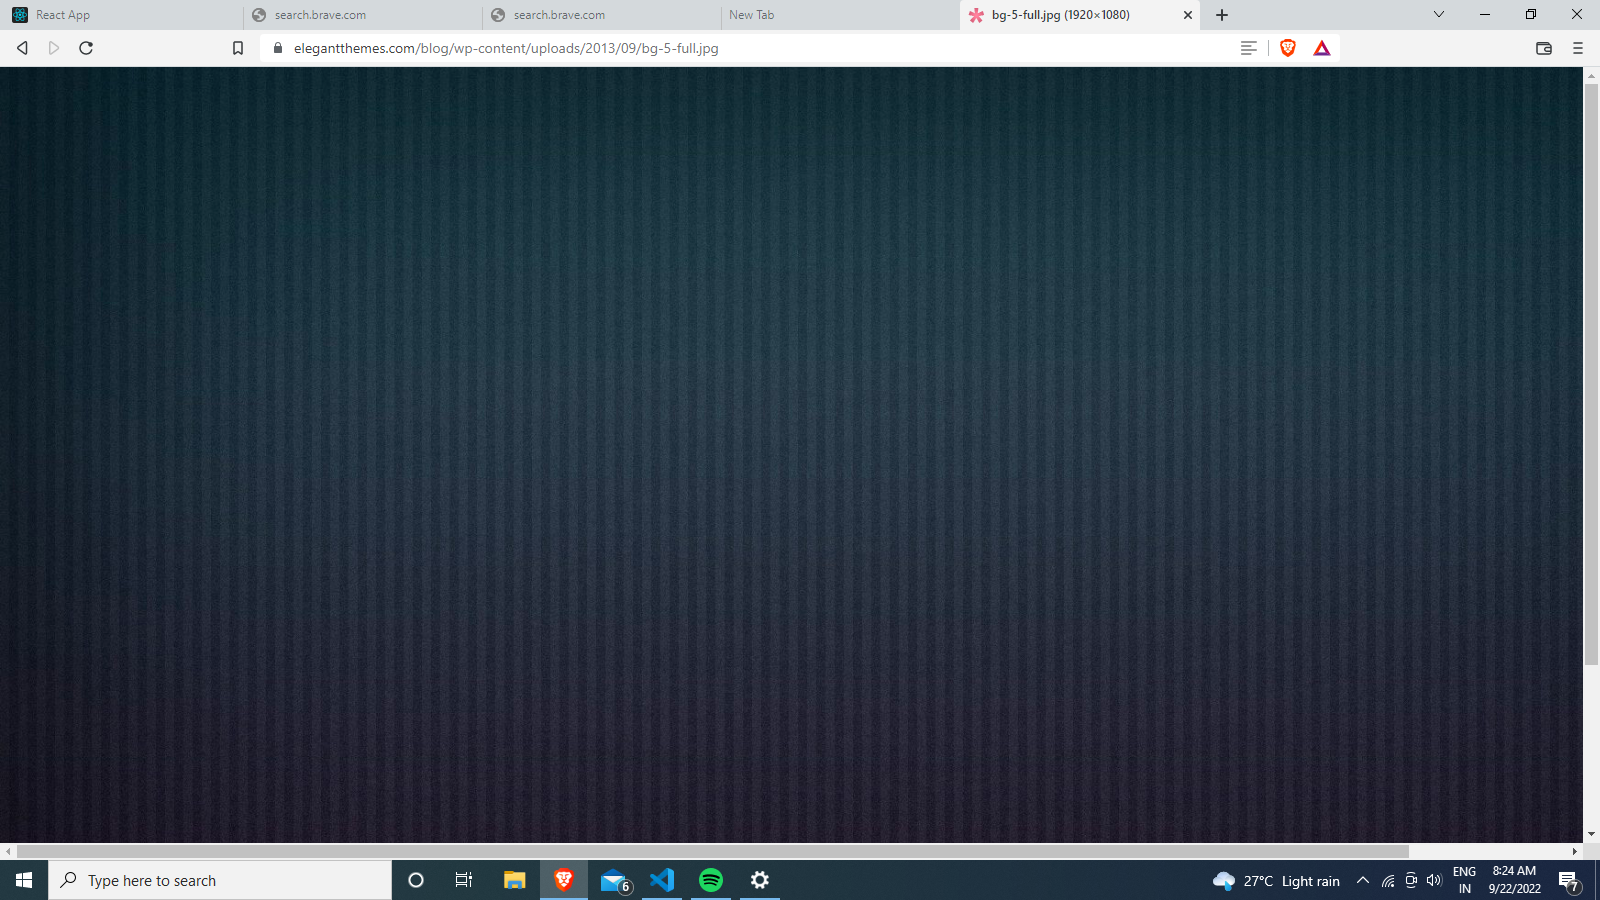 React App
search.brave.com
search.brave.com
New Tab
bg-5-full.jpg (1920×1080)
elegantthemes.com/blog/wp-content/uploads/2013/09/bg-5-full.jpg
Type here to search
6
27°C Light rain
ENG
IN
8:24 AM
9/22/2022
7